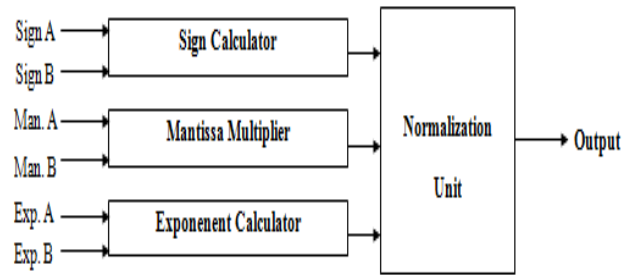 Sign A
Sign B
Sign Calculator
Man. A
Man. B
Mantissa Multiplier
Exp. A
Exp. B
Exponenent Calculator
Normalization
Unit
Output